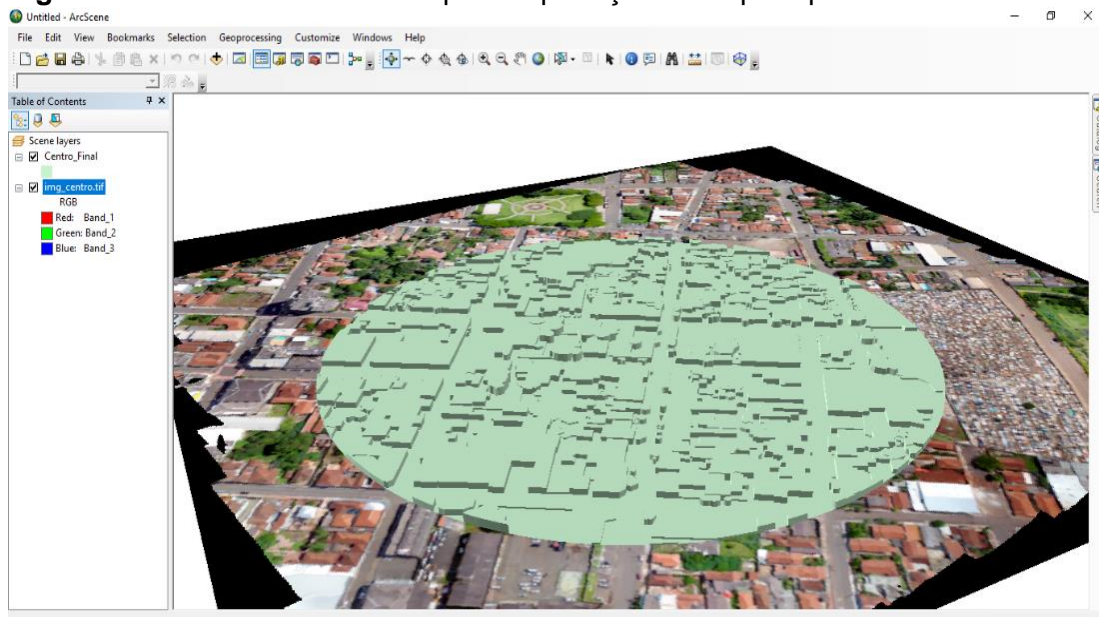 Untitled - ArcScene
File Edit View Bookmarks Selection Geoprocessing Customize Windows Help
Table of Contents
Scene layers
Centro_Final
img_centro.tif
RGB
Red: Band_1
Green: Band_2
Blue: Band_3